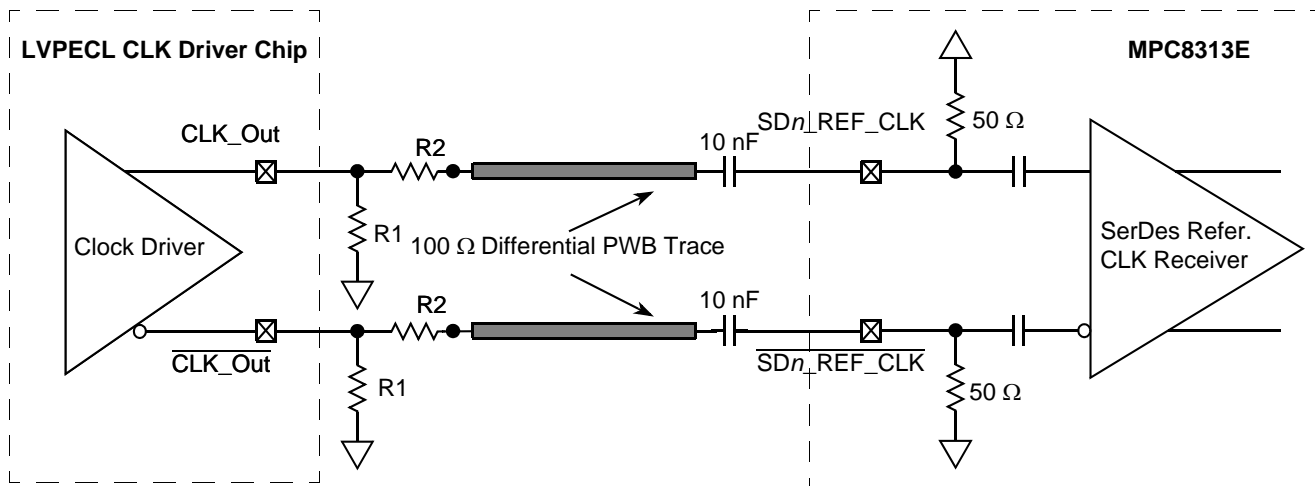 LVPECL CLK Driver Chip
MPC8313E
CLK_Out
R2
10 nF
SDn_REF_CLK
50 Ω
Clock Driver
R1
100 Ω Differential PWB Trace
SerDes Refer.
CLK Receiver
R2
10 nF
CLK_Out
SDn_REF_CLK
R1
50 Ω